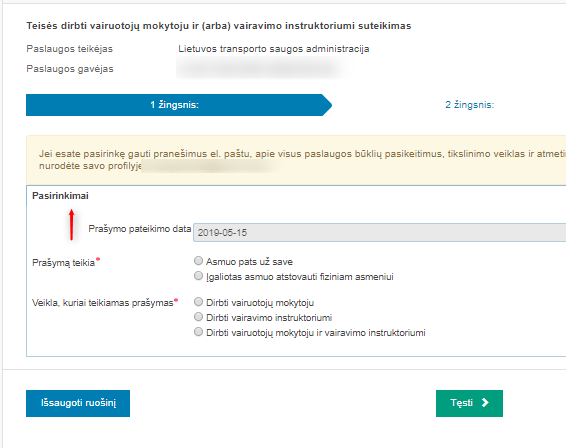 Teisės dirbti vairuotojų mokytoju ir (arba) vairavimo instruktoriumi suteikimas
Paslaugos teikėjas Lietuvos transporto saugos administracija
Paslaugos gavėjas
1 žingsnis: 2 žingsnis:
Jei esate pasirinkę gauti pranešimus el. paštu, apie visus paslaugos būklių pasikeitimus, tikslinimo veiklas ir atmeti
nurodėte savo profilyje
Pasirinkimai
Prašymo pateikimo data 2019-05-15
Prašymą teikia* Asmuo pats už save
Įgaliotas asmuo atstovauti fiziniam asmeniui
Veikla, kuriai teikiamas prašymas* Dirbti vairuotojų mokytoju
Dirbti vairavimo instruktoriumi
Dirbti vairuotojų mokytoju ir vairavimo instruktoriumi
Išsaugoti ruošinį Tęsti